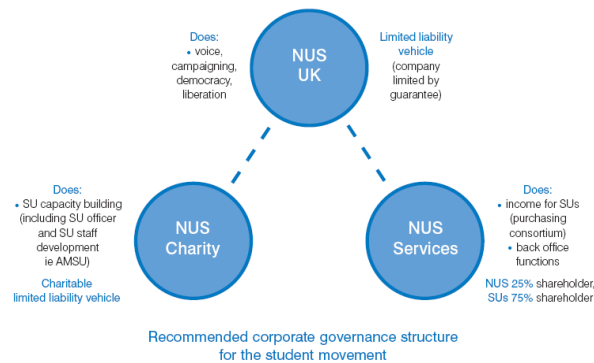 Does:
• voice,
campaigning,
democracy,
liberation
NUS
UK
Limited liability
vehicle
(company
limited by
guarantee)
Does:
• SU capacity building
(including SU officer
and SU staff
development
ie AMSU)
Charitable
limited liability vehicle
NUS
Charity
NUS
Services
Does:
• income for SUs
(purchasing
consortium)
• back office
functions
NUS 25% shareholder,
SUs 75% shareholder
Recommended corporate governance structure
for the student movement